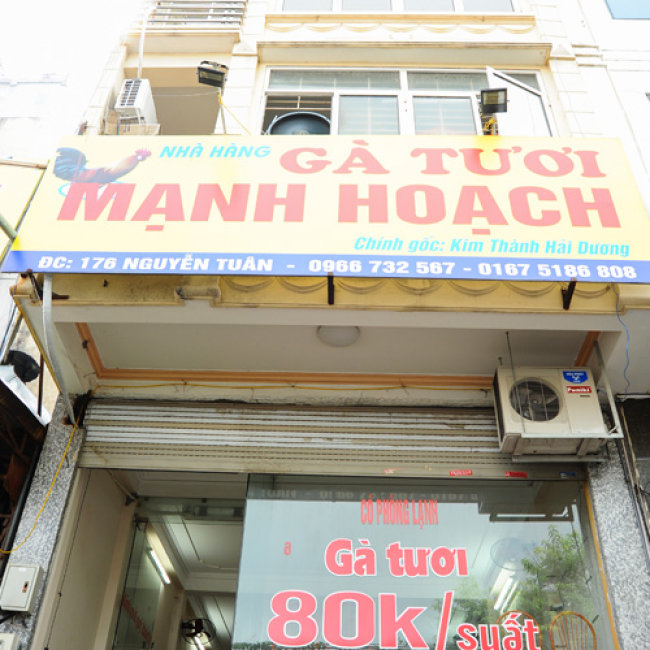 NHÀ HÀNG GÀ TƯƠI
MẠNH HOẠCH
Chính gốc: Kim Thành Hải Dương
ĐC: 176 NGUYỄN TUÂN - 0966 732 567 - 0167 5186 808
Funiki
CÓ PHÒNG LẠNH
Gà tươi
80k/suất